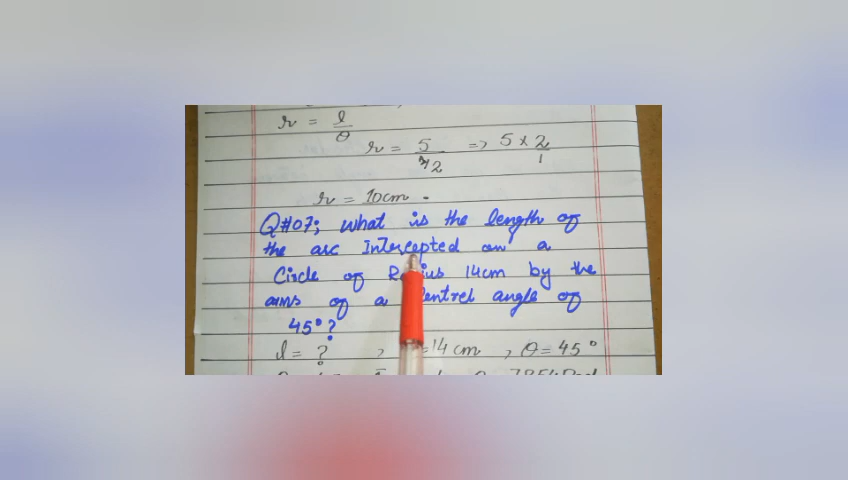 r = l/θ
r = 5/½ => 5 × 2/1
r = 10cm.
Q#07; What is the length of
the arc Intercepted on a
Circle of Radius 14cm by the
arms of a Central angle of
45°?
l = ? , =14 cm , θ = 45°